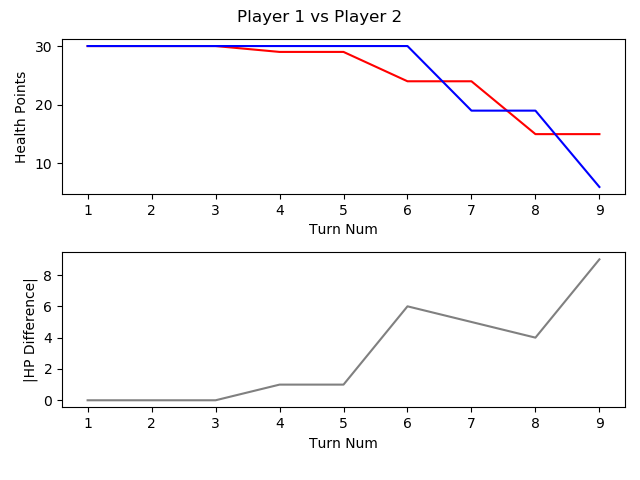 Player 1 vs Player 2
30
20
10
Health Points
1 2 3 4 5 6 7 8 9
Turn Num
8
6
4
2
0
|HP Difference|
1 2 3 4 5 6 7 8 9
Turn Num